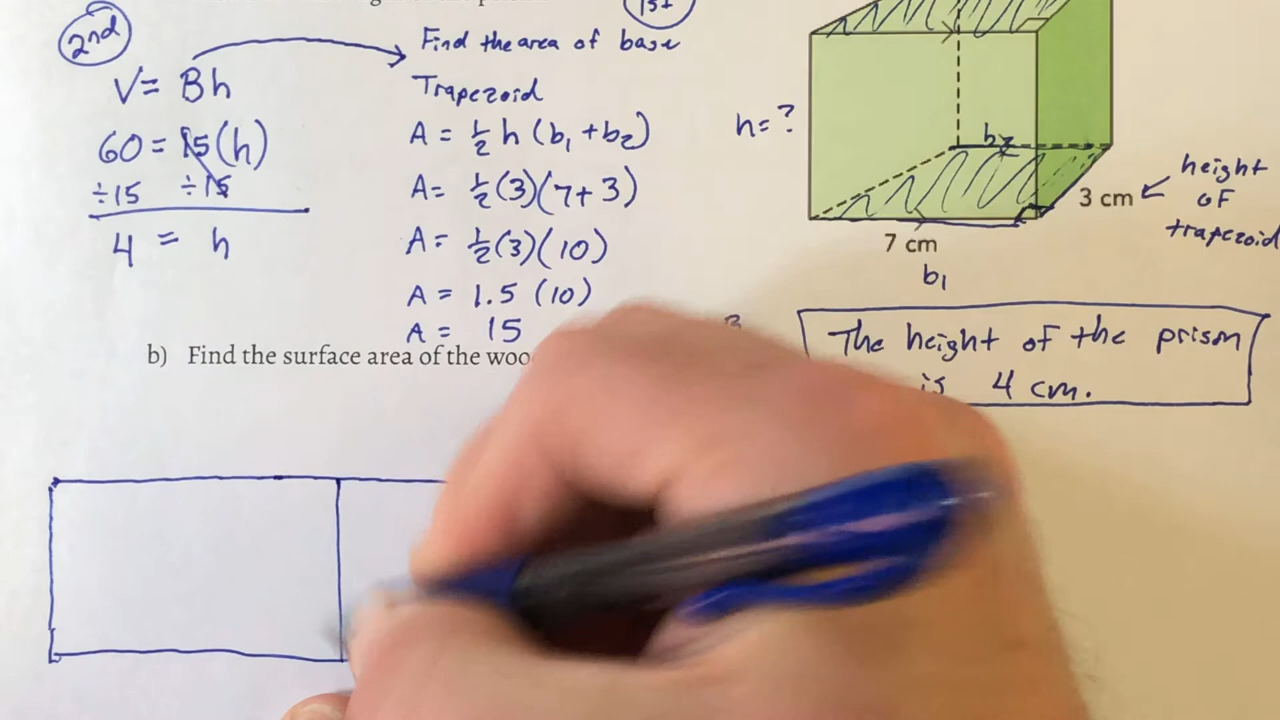 2nd
V = Bh
60 = 15(h)
÷15 ÷15
4 = h
1st
Find the area of base
Trapezoid
A = ½ h (b₁ + b₂)
A = ½(3)(7+3)
A = ½(3)(10)
A = 1.5 (10)
A = 15
h = ?
b₂
3 cm
height
of
trapezoid
7 cm
b₁
The height of the prism
is 4 cm.
b) Find the surface area of the